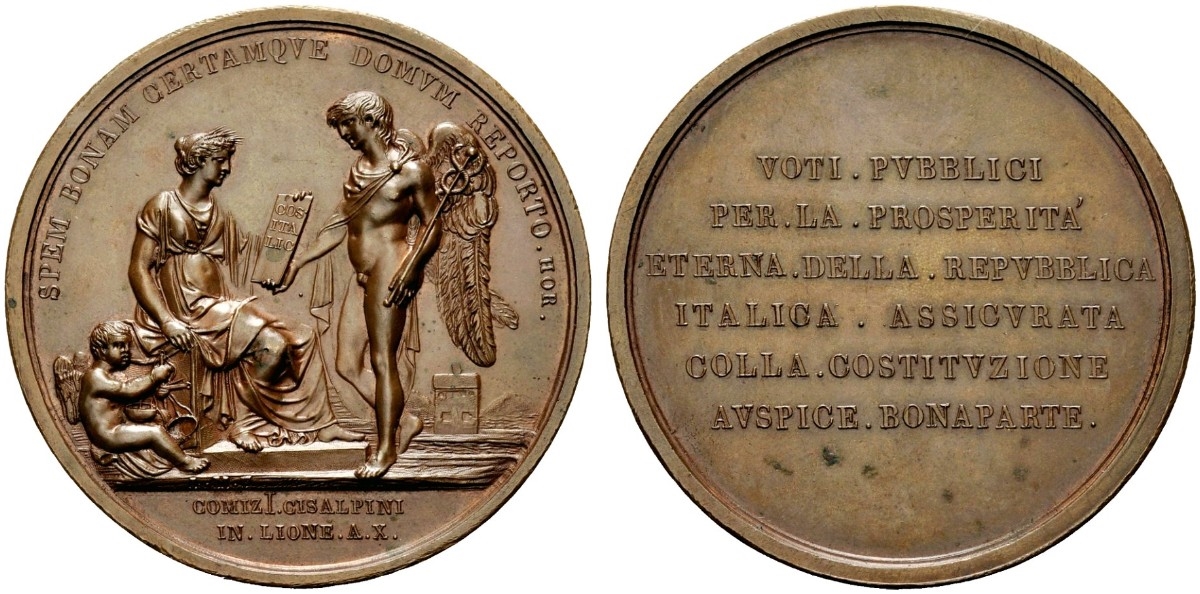 SPEM BONAM CERTAMQVE DOMVM REPORTO. HOR.
COS
ITA
LIC
COMIZI. CISALPINI
IN. LIONE. A. X.
VOTI. PVBBLICI
PER. LA. PROSPERITA'
ETERNA. DELLA. REPVBBLICA
ITALICA. ASSICVRATA
COLLA. COSTITVZIONE
AVSPICE. BONAPARTE.